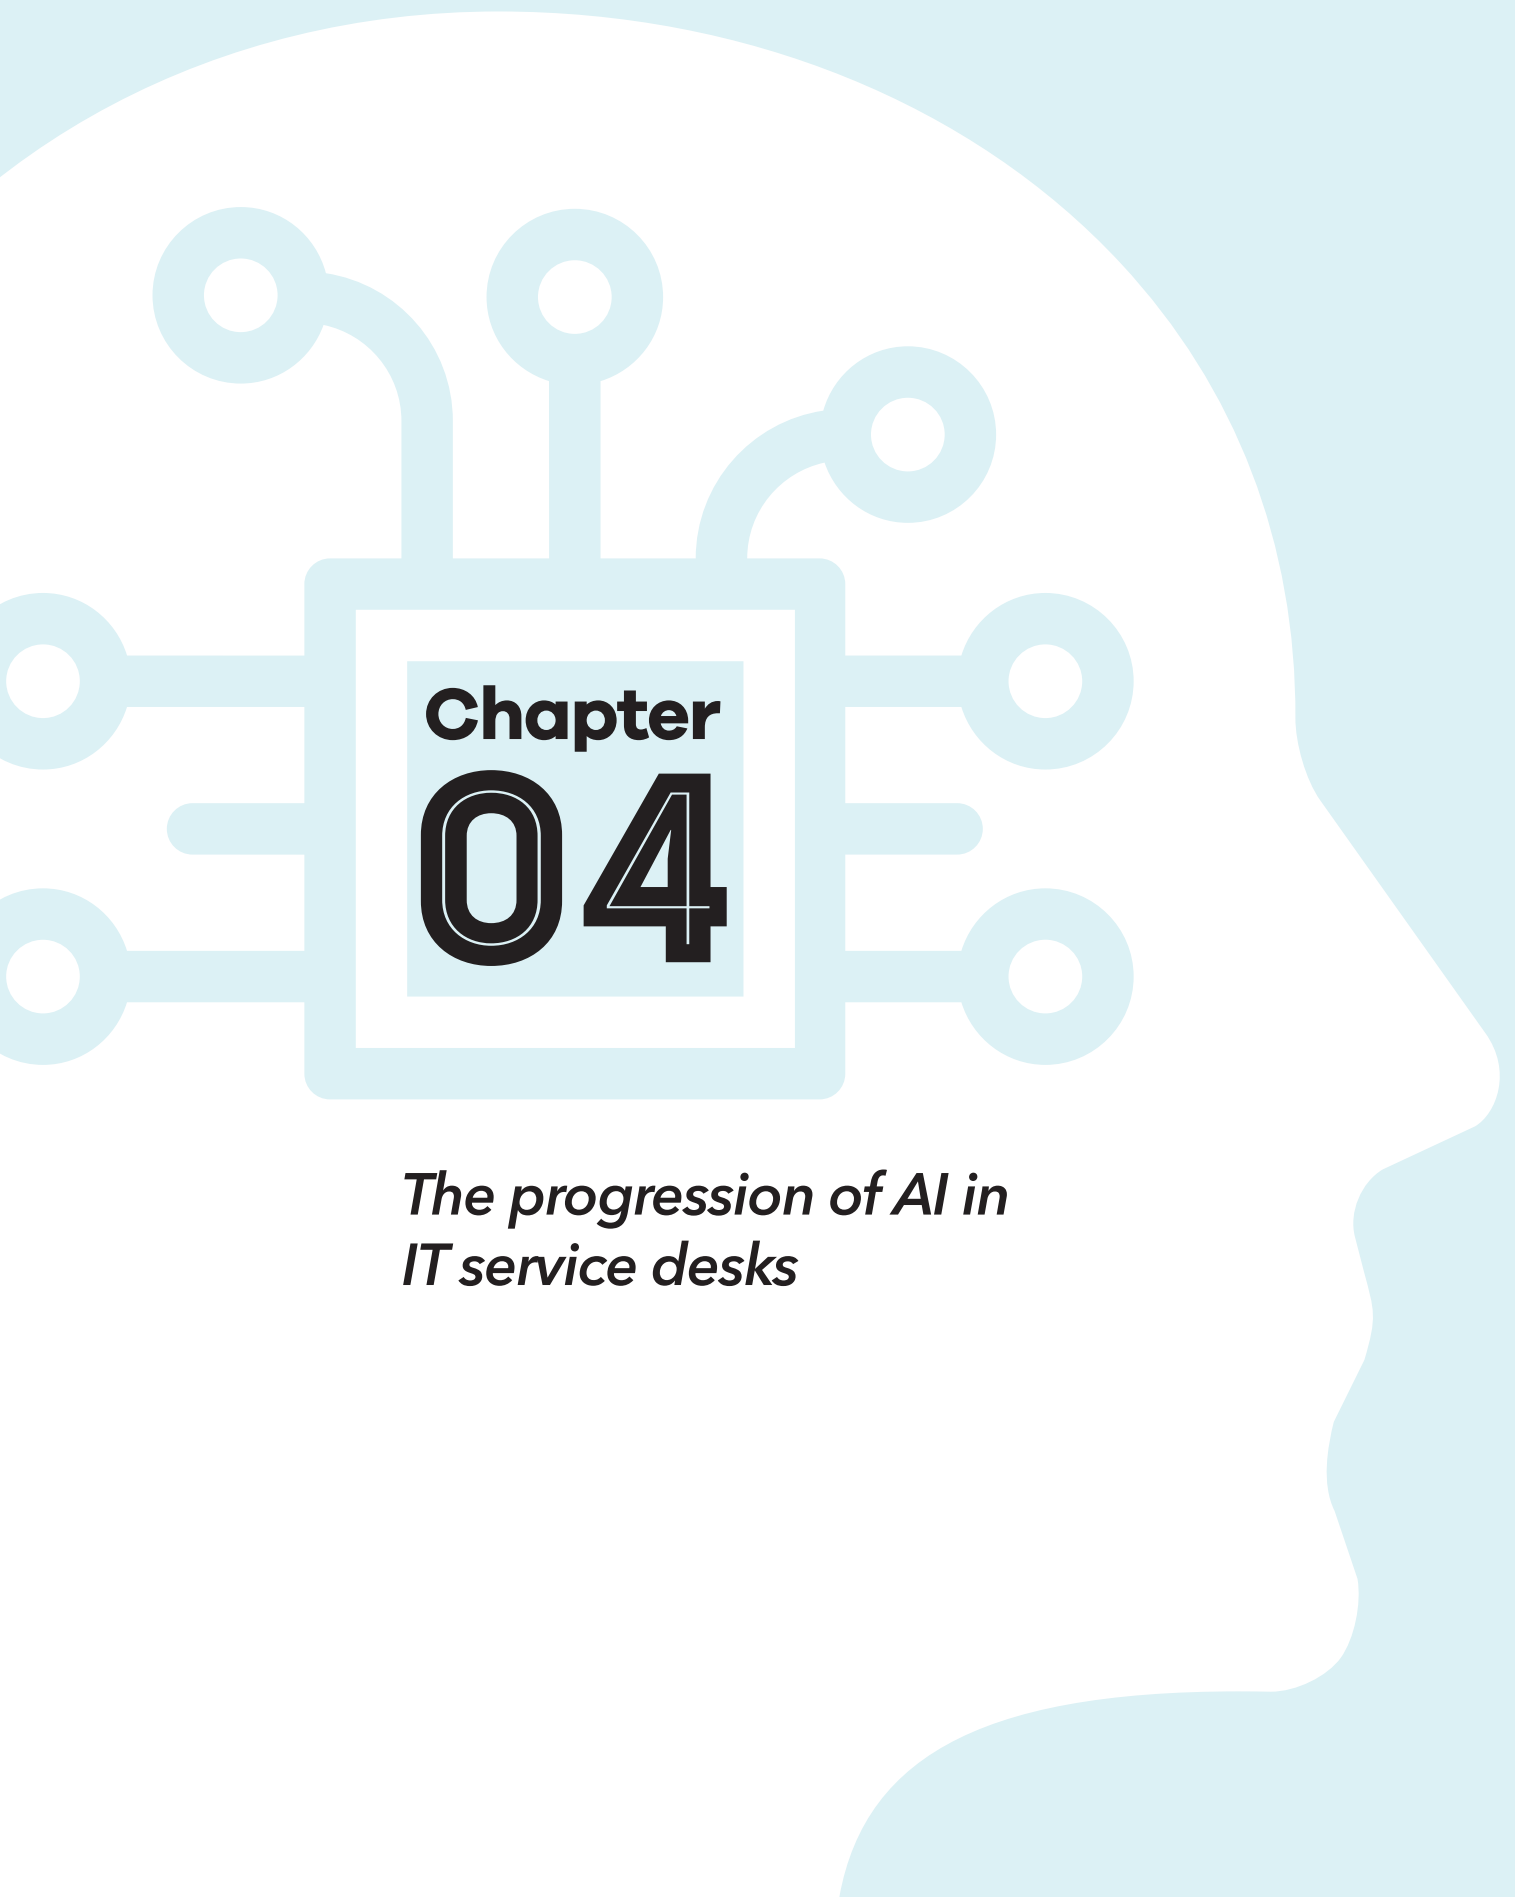 Chapter
04
The progression of AI in
IT service desks